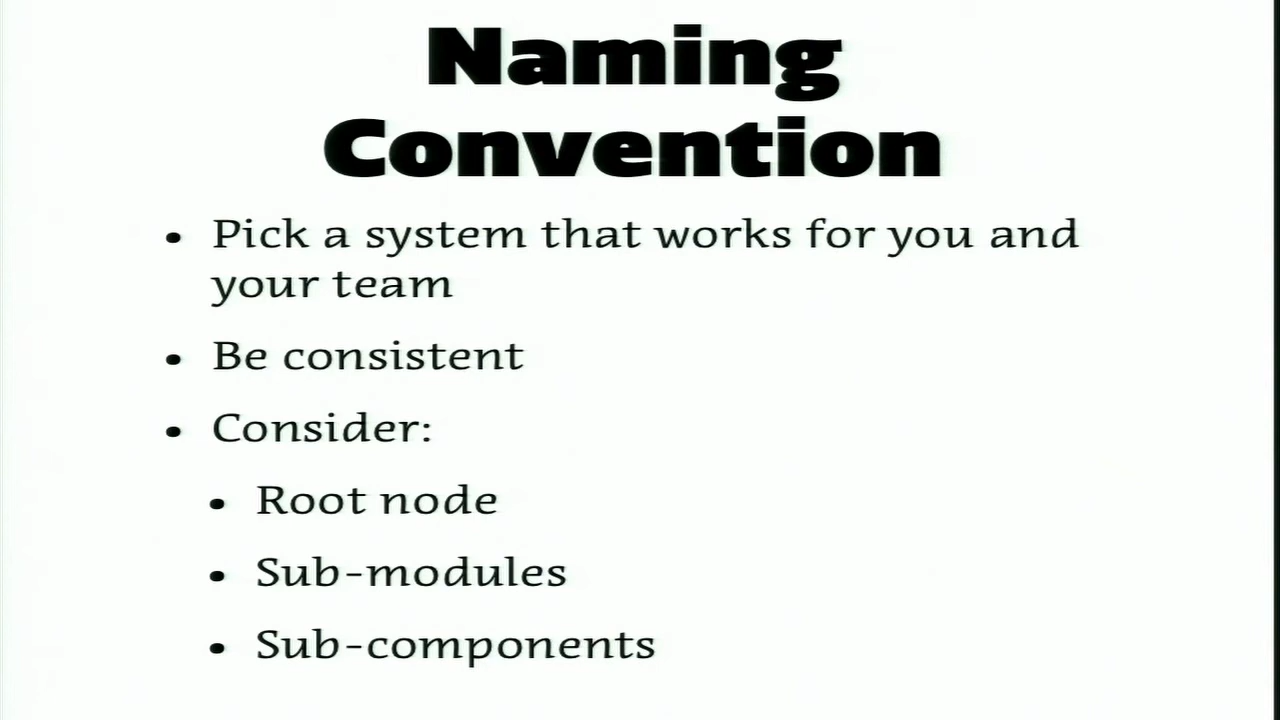 Naming
Convention
• Pick a system that works for you and
your team
• Be consistent
• Consider:
• Root node
• Sub-modules
• Sub-components